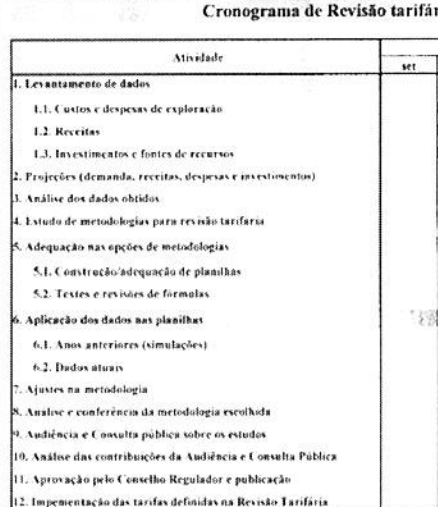 Cronograma de Revisão tarifár
Atividade
set
1. Levantamento de dados
1.1. Custos e despesas de exploração
1.2. Receitas
1.3. Investimentos e fontes de recursos
2. Projeções (demanda, receitas, despesas e investimentos)
3. Análise dos dados obtidos
4. Estudo de metodologias para revisão tarifaria
5. Adequação nas opções de metodologias
5.1. Construção/adequação de planilhas
5.2. Testes e revisões de fórmulas
6. Aplicação dos dados nas planilhas
6.1. Anos anteriores (simulações)
6.2. Dados atuais
7. Ajustes na metodologia
8. Analise e conferência da metodologia escolhida
9. Audiência e Consulta pública sobre os estudos
10. Análise das contribuições da Audiência e Consulta Pública
11. Aprovação pelo Conselho Regulador e publicação
12. Impementação das tarifas definidas na Revisão Tarifária